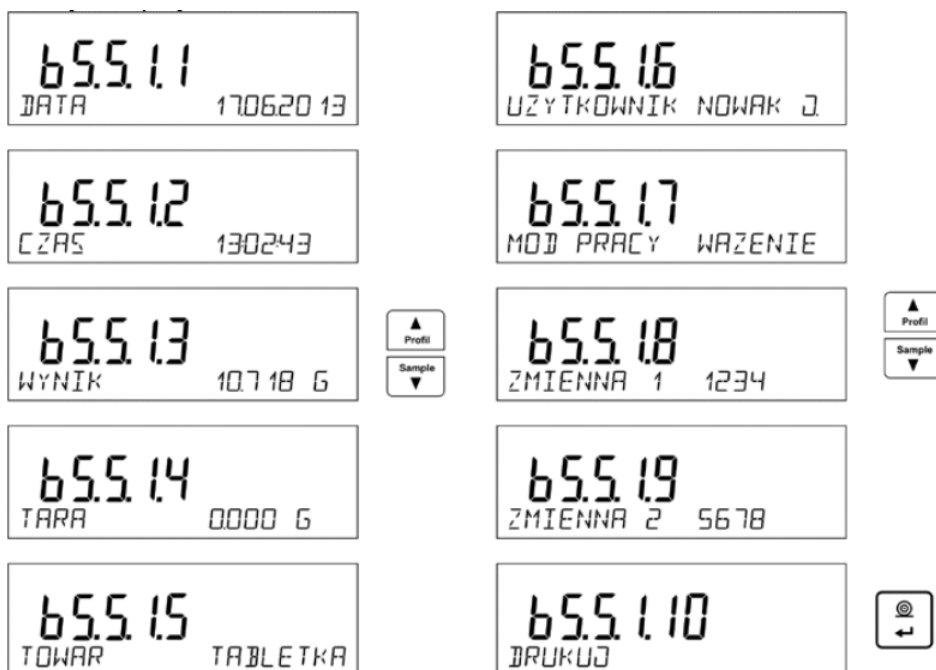 b5.5.1.1
DATA 17.06.2013
b5.5.1.2
CZAS 13:02:43
b5.5.1.3
WYNIK 10.718 G
b5.5.1.4
TARA 0.000 G
b5.5.1.5
TOWAR TABLETKA
Profil
Sample
b5.5.1.6
UZYTKOWNIK NOWAK J.
b5.5.1.7
MOD PRACY WAZENIE
b5.5.1.8
ZMIENNA 1 1234
b5.5.1.9
ZMIENNA 2 5678
b5.5.1.10
DRUKUJ
Profil
Sample